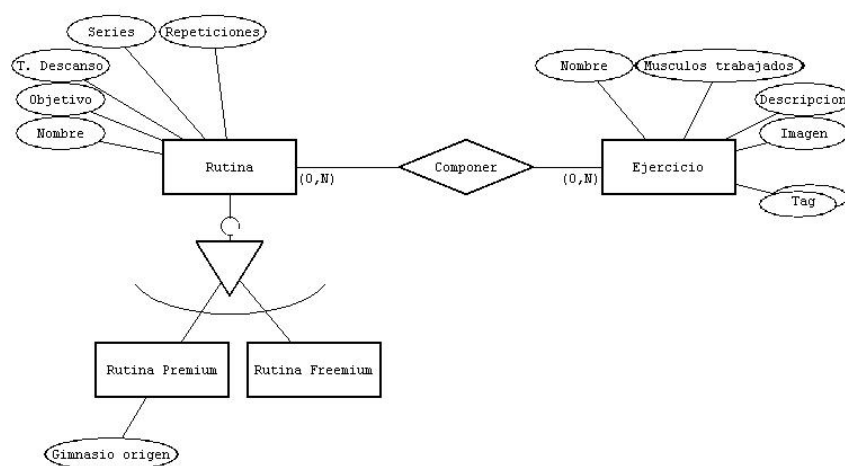 Series
Repeticiones
T. Descanso
Objetivo
Nombre
Nombre
Musculos trabajados
Descripcion
Imagen
Tag
Rutina
(0,N)
Componer
(0,N)
Ejercicio
Rutina Premium
Rutina Freemium
Gimnasio origen